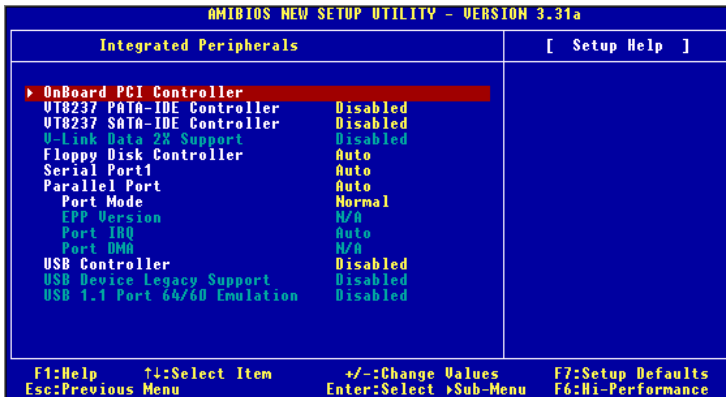 AMIBIOS NEW SETUP UTILITY - VERSION 3.31a
Integrated Peripherals
[ Setup Help ]
▸ OnBoard PCI Controller
VT8237 PATA-IDE Controller Disabled
VT8237 SATA-IDE Controller Disabled
V-Link Data 2X Support Disabled
Floppy Disk Controller Auto
Serial Port1 Auto
Parallel Port Auto
Port Mode Normal
EPP Version N/A
Port IRQ Auto
Port DMA N/A
USB Controller Disabled
USB Device Legacy Support Disabled
USB 1.1 Port 64/60 Emulation Disabled
F1:Help ↑↓:Select Item +/-:Change Values F7:Setup Defaults
Esc:Previous Menu Enter:Select ▸Sub-Menu F6:Hi-Performance